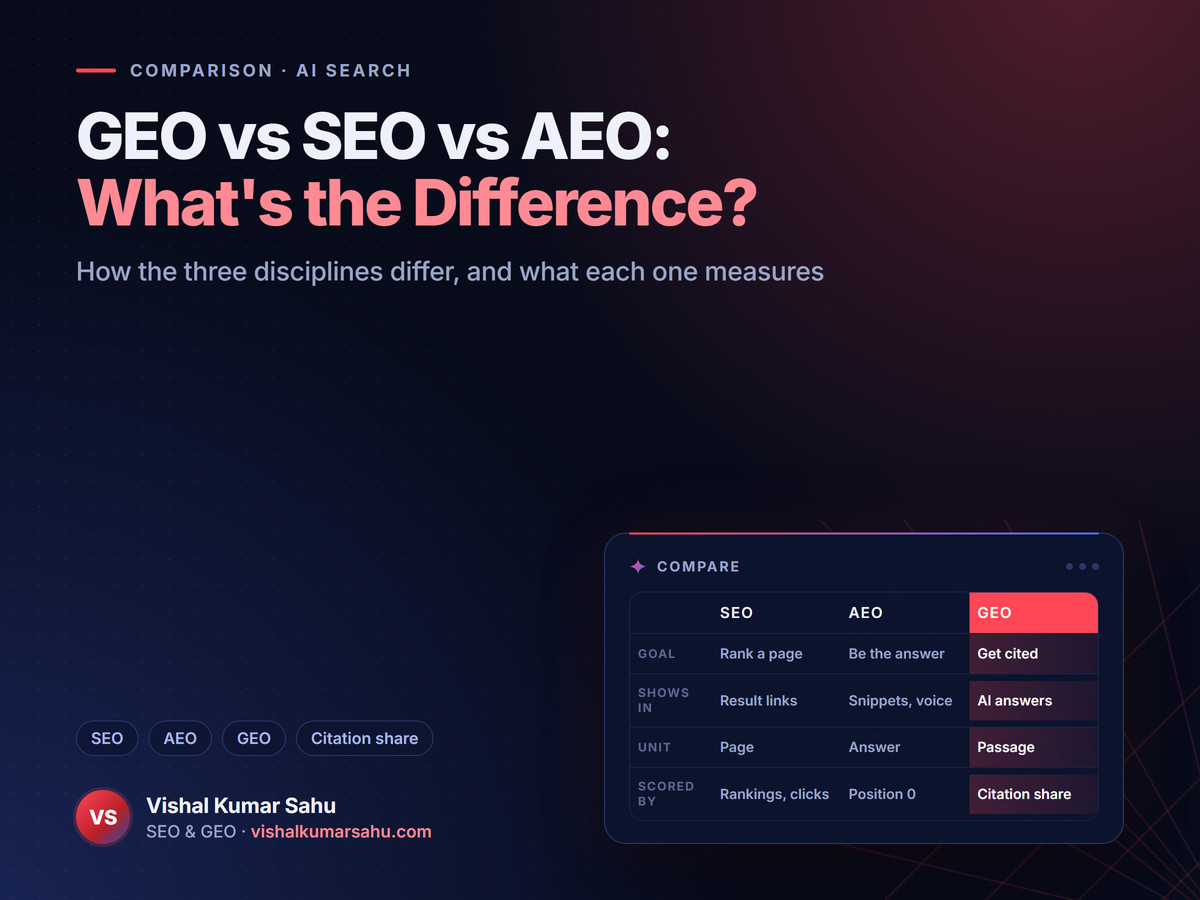 COMPARISON · AI SEARCH
GEO vs SEO vs AEO:
What's the Difference?
How the three disciplines differ, and what each one measures
COMPARE
SEO AEO GEO
GOAL Rank a page Be the answer Get cited
SHOWS IN Result links Snippets, voice AI answers
UNIT Page Answer Passage
SCORED BY Rankings, clicks Position 0 Citation share
SEO AEO GEO Citation share
VS
Vishal Kumar Sahu
SEO & GEO · vishalkumarsahu.com